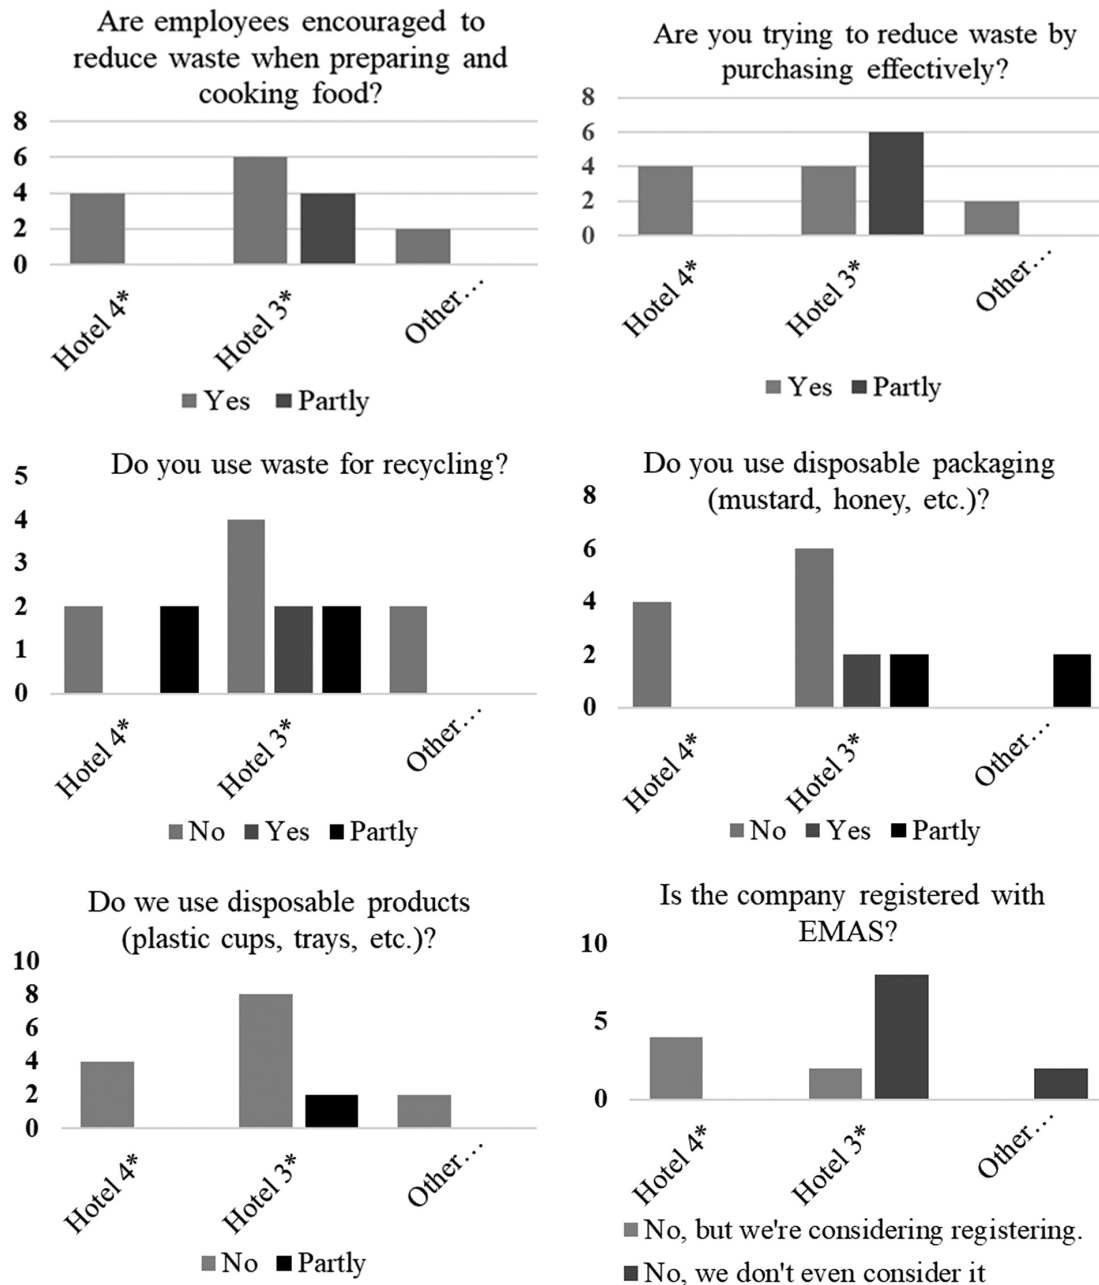 Are employees encouraged to
reduce waste when preparing and
cooking food?
8
6
4
2
0
Hotel 4*
Hotel 3*
Other…
Yes Partly
Are you trying to reduce waste by
purchasing effectively?
8
6
4
2
0
Hotel 4*
Hotel 3*
Other…
Yes Partly
Do you use waste for recycling?
5
4
3
2
1
0
Hotel 4*
Hotel 3*
Other…
No Yes Partly
Do you use disposable packaging
(mustard, honey, etc.)?
8
6
4
2
0
Hotel 4*
Hotel 3*
Other…
No Yes Partly
Do we use disposable products
(plastic cups, trays, etc.)?
10
8
6
4
2
0
Hotel 4*
Hotel 3*
Other…
No Partly
Is the company registered with
EMAS?
10
5
0
Hotel 4*
Hotel 3*
Other…
No, but we're considering registering.
No, we don't even consider it